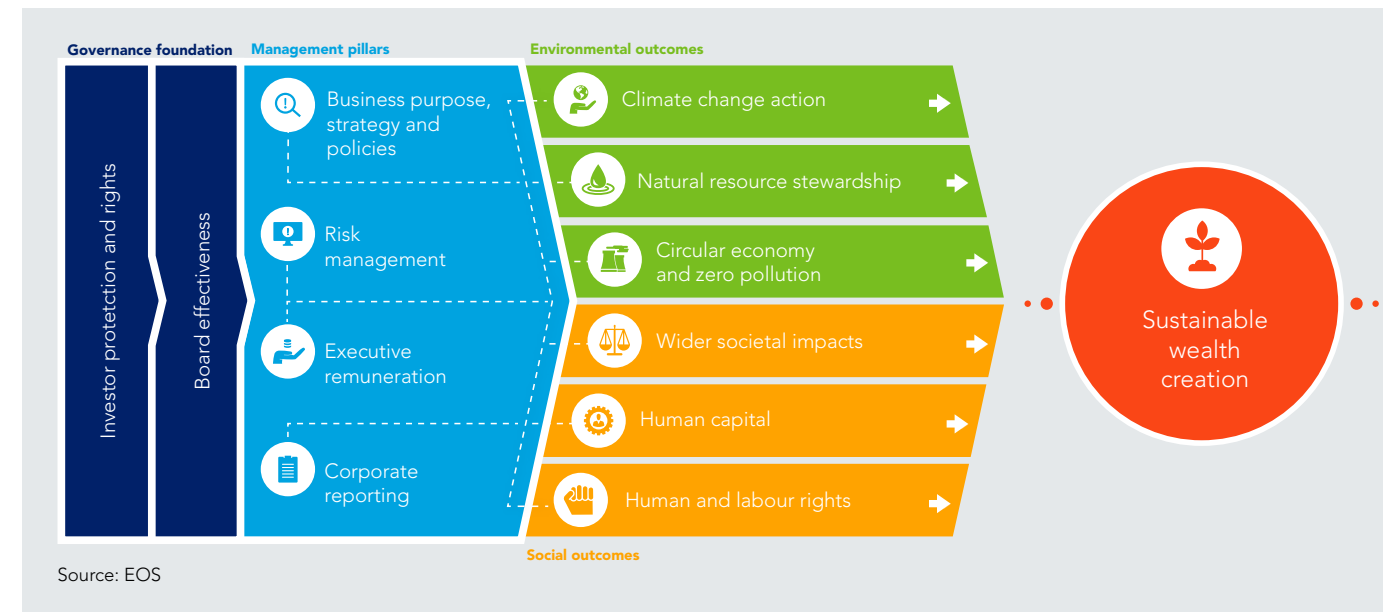 Governance foundation
Management pillars
Environmental outcomes
Investor protetction and rights
Board effectiveness
Business purpose,
strategy and
policies
Risk
management
Executive
remuneration
Corporate
reporting
Climate change action
Natural resource stewardship
Circular economy
and zero pollution
Wider societal impacts
Human capital
Human and labour rights
Social outcomes
Sustainable
wealth
creation
Source: EOS